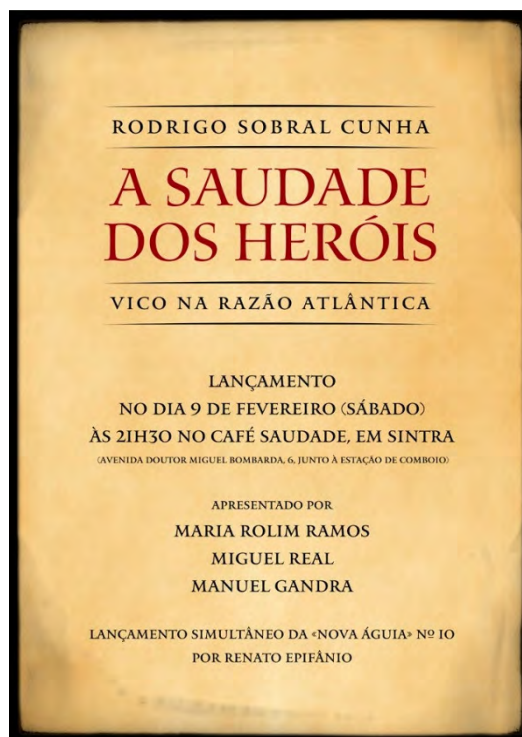 RODRIGO SOBRAL CUNHA
A SAUDADE
DOS HERÓIS
VICO NA RAZÃO ATLÂNTICA
LANÇAMENTO
NO DIA 9 DE FEVEREIRO (SÁBADO)
ÀS 21H30 NO CAFÉ SAUDADE, EM SINTRA
(AVENIDA DOUTOR MIGUEL BOMBARDA, 6, JUNTO À ESTAÇÃO DE COMBOIO)
APRESENTADO POR
MARIA ROLIM RAMOS
MIGUEL REAL
MANUEL GANDRA
LANÇAMENTO SIMULTÂNEO DA «NOVA ÁGUIA» Nº 10
POR RENATO EPIFÂNIO